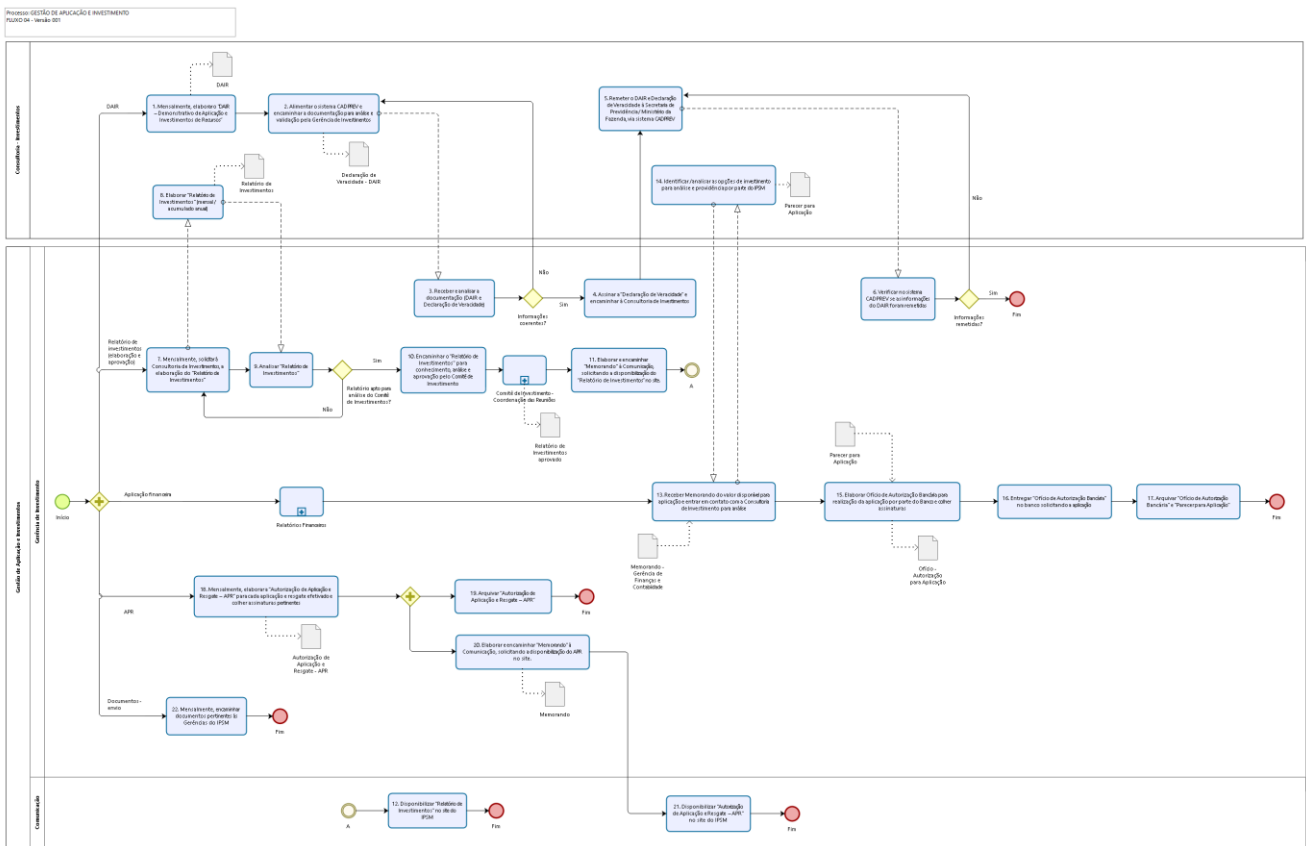 Processo: GESTÃO DE APLICAÇÃO E INVESTIMENTO
FLUXO 04 - Versão 001
Consultoria - Investimentos
DAIR
DAIR
1. Mensalmente, elaborar o "DAIR
– Demonstrativo de Aplicação e
Investimentos de Recursos"
2. Alimentar o sistema CADPREV e
encaminhar a documentação para análise e
validação pela Gerência de Investimentos
Declaração de
Veracidade - DAIR
5. Remeter o DAIR e Declaração
de Veracidade à Secretaria de
Previdência/ Ministério da
Fazenda, via sistema CADPREV
Relatório de
Investimentos
8. Elaborar "Relatório de
Investimentos" (mensal/
acumulado anual)
14. Identificar/analisar as opções de investimento
para análise e providência por parte do IPSM
Parecer para
Aplicação
Não
Gestão de Aplicação e Investimentos
Gerência de Investimento
3. Receber e analisar a
documentação (DAIR e
Declaração de Veracidade)
Não
Sim
Informações
coerentes?
4. Assinar a "Declaração de Veracidade" e
encaminhar à Consultoria de Investimentos
6. Verificar no sistema
CADPREV se as informações
do DAIR foram remetidas
Sim
Informações
remetidas?
Fim
Relatório de
investimentos
(elaboração e
aprovação)
7. Mensalmente, solicitar à
Consultoria de Investimentos, a
elaboração do "Relatório de
Investimentos"
9. Analisar "Relatório de
Investimentos"
Sim
Não
Relatório apto para
análise do Comitê
de Investimentos?
10. Encaminhar o "Relatório de
Investimentos" para
conhecimento, análise e
aprovação pelo Comitê de
Investimento
Comitê de Investimento -
Coordenação das Reuniões
Relatório de
Investimentos
aprovado
11. Elaborar e encaminhar
"Memorando" à Comunicação,
solicitando a disponibilização do
"Relatório de Investimento" no site.
A
Início
Aplicação financeira
Relatórios Financeiros
13. Receber Memorando do valor disponível para
aplicação e entrar em contato com a Consultoria
de Investimento para análise
Memorando -
Gerência de
Finanças e
Contabilidade
Parecer para
Aplicação
15. Elaborar Ofício de Autorização Bancária para
realização da aplicação por parte do Banco e colher
assinaturas
Ofício -
Autorização
para Aplicação
16. Entregar "Ofício de Autorização Bancária"
no banco solicitando a aplicação
17. Arquivar "Ofício de Autorização
Bancária" e "Parecer para Aplicação"
Fim
APR
18. Mensalmente, elaborar a "Autorização de Aplicação e
Resgate – APR" para cada aplicação e resgate efetivados e
colher assinaturas pertinentes
Autorização de
Aplicação e
Resgate - APR
19. Arquivar "Autorização de
Aplicação e Resgate – APR"
Fim
20. Elaborar e encaminhar "Memorando" à
Comunicação, solicitando a disponibilização do APR
no site.
Memorando
Documentos -
envio
22. Mensalmente, encaminhar
documentos pertinentes às
Gerências do IPSM
Fim
Comunicação
A
12. Disponibilizar "Relatório de
Investimentos" no site do
IPSM
Fim
21. Disponibilizar "Autorização
de Aplicação e Resgate – APR"
no site do IPSM
Fim